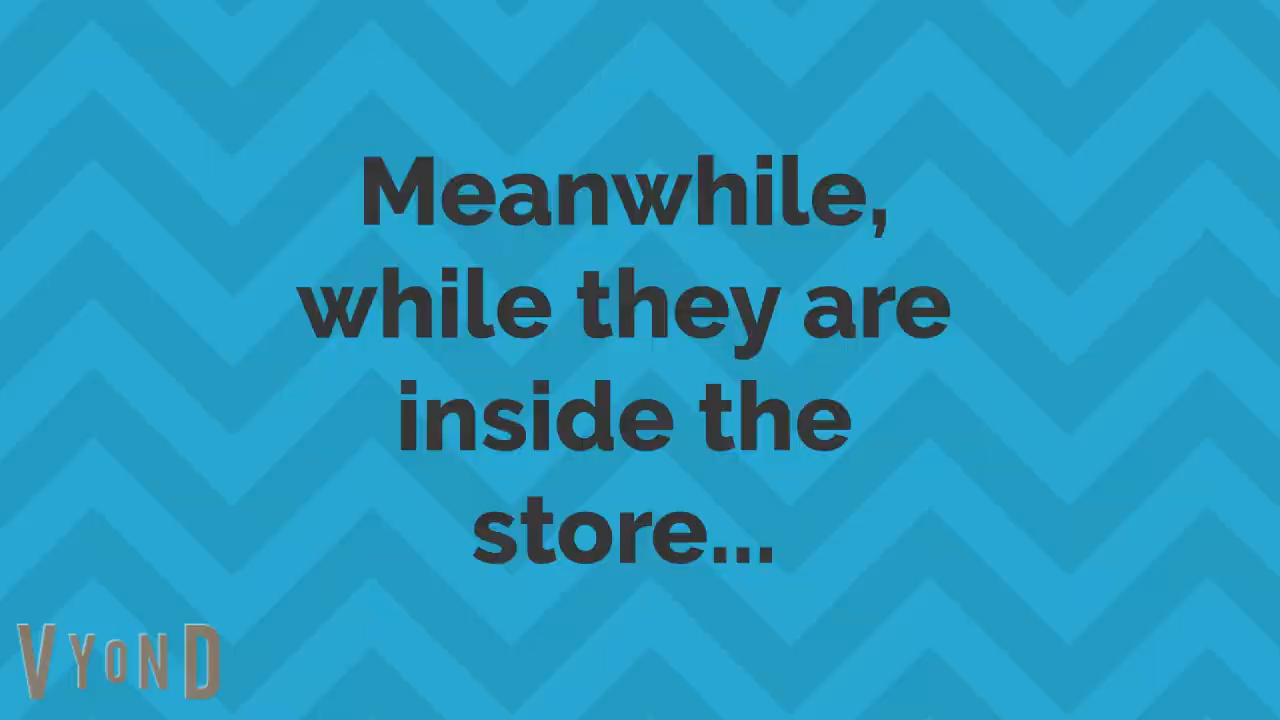 Meanwhile,
while they are
inside the
store...
VYOND